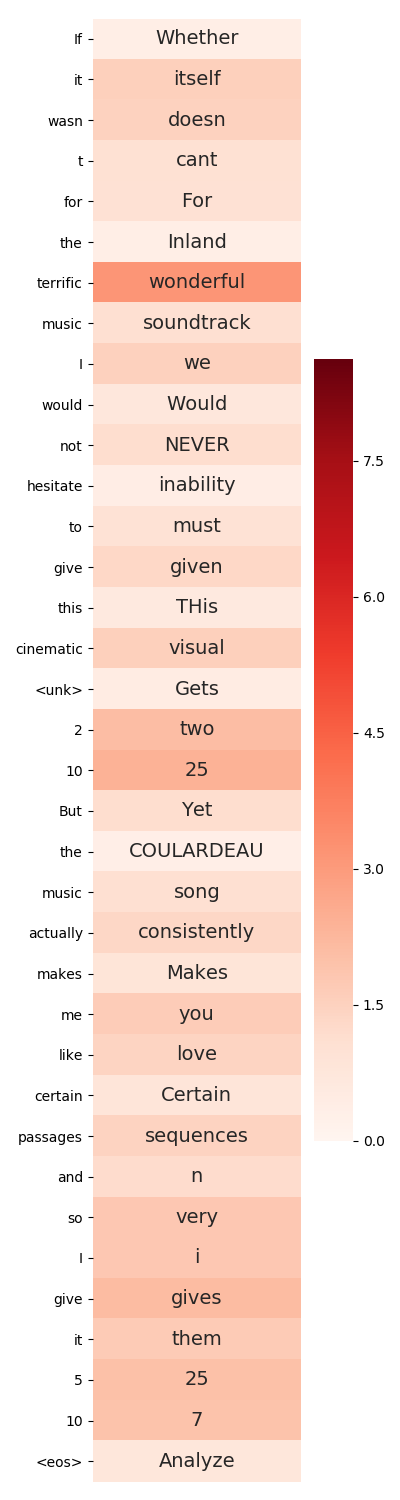 If Whether
it itself
wasn doesn
t cant
for For
the Inland
terrific wonderful
music soundtrack
I we
would Would
not NEVER
hesitate inability
to must
give given
this THis
cinematic visual
<unk> Gets
2 two
10 25
But Yet
the COULARDEAU
music song
actually consistently
makes Makes
me you
like love
certain Certain
passages sequences
and n
so very
I i
give gives
it them
5 25
10 7
<eos> Analyze
7.5
6.0
4.5
3.0
1.5
0.0